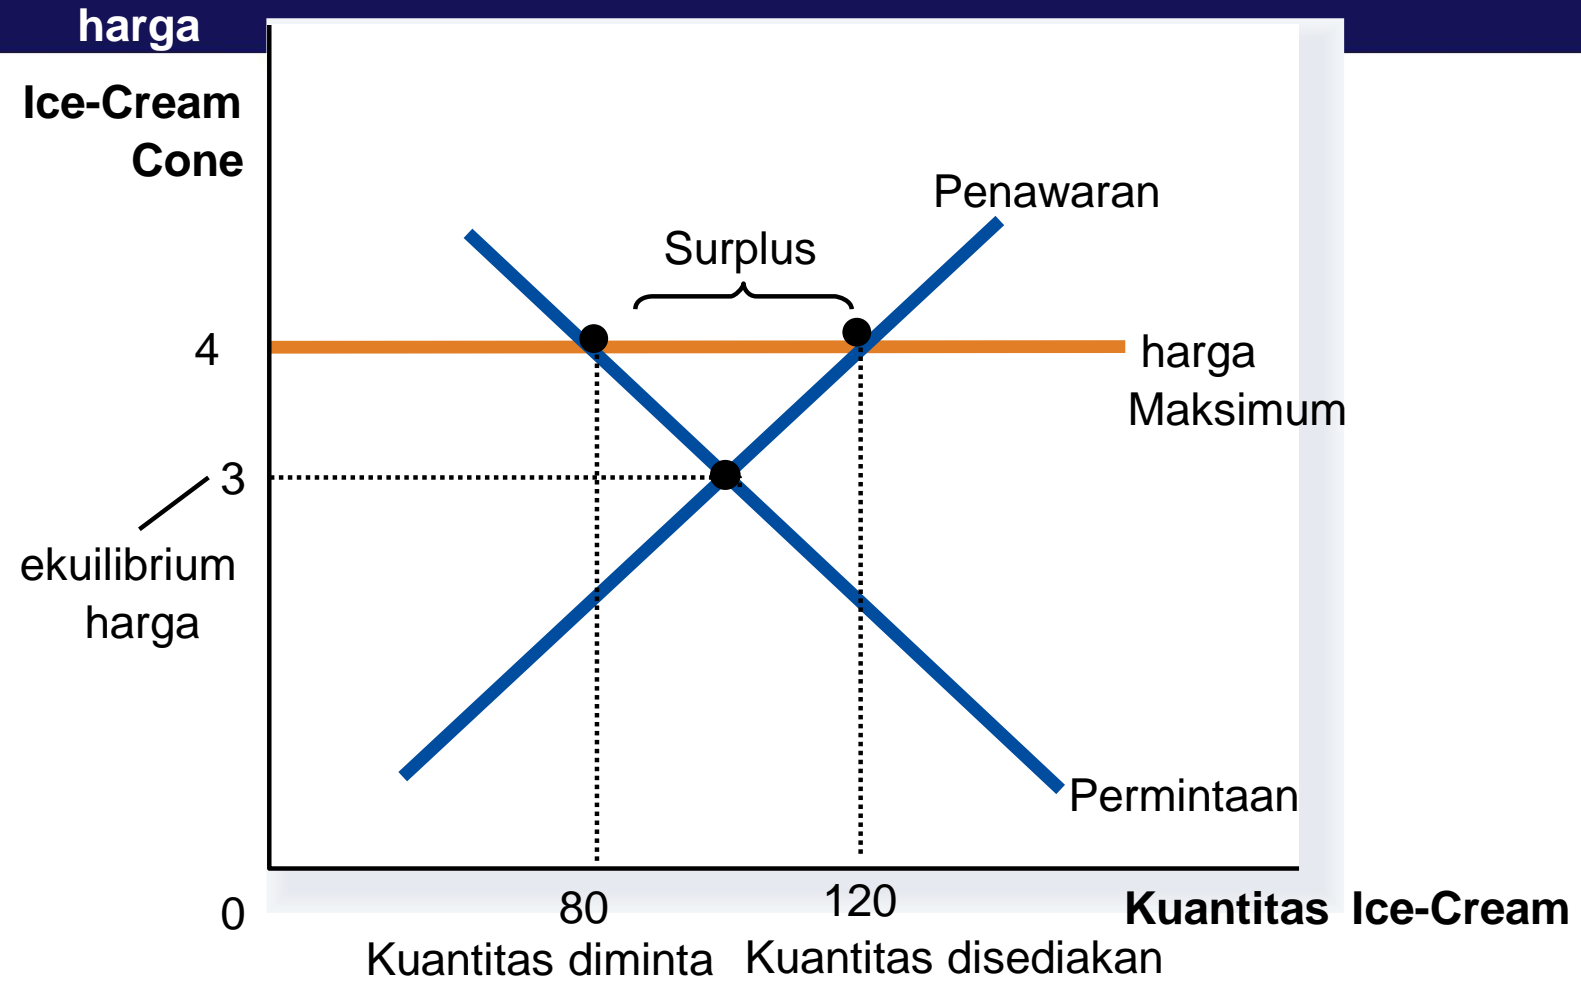 harga
Ice-Cream
Cone
Penawaran
Surplus
4
harga
Maksimum
3
ekuilibrium
harga
Permintaan
0
80
120
Kuantitas Ice-Cream
Kuantitas diminta
Kuantitas disediakan